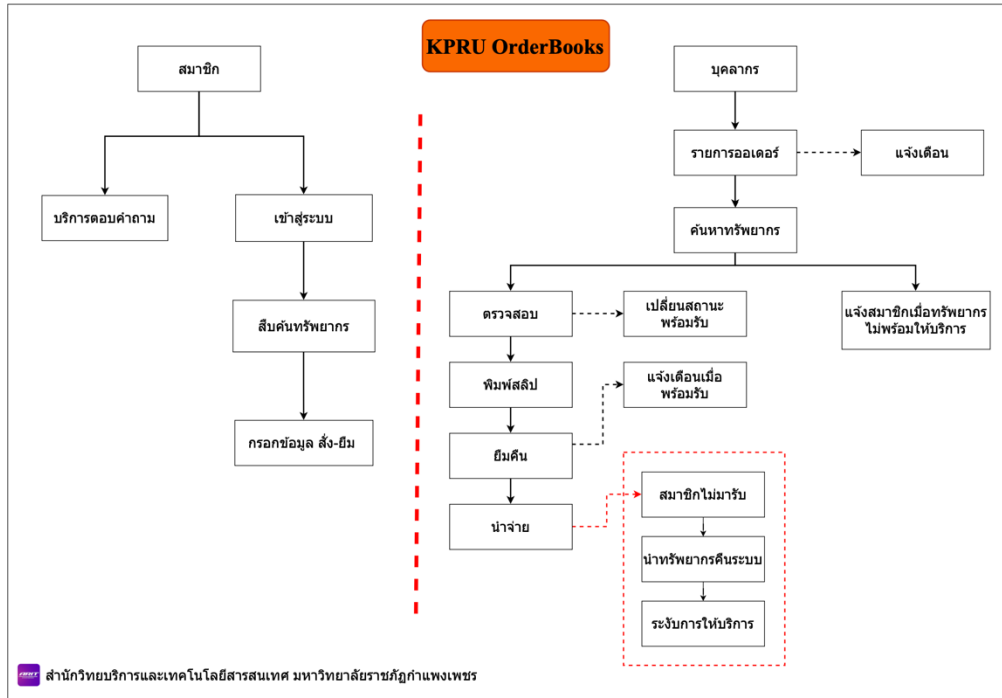 KPRU OrderBooks
สมาชิก
บริการตอบคำถาม
เข้าสู่ระบบ
สืบค้นทรัพยากร
กรอกข้อมูล สั่ง-ยืม
บุคลากร
รายการออเดอร์
แจ้งเตือน
ค้นหาทรัพยากร
ตรวจสอบ
เปลี่ยนสถานะ
พร้อมรับ
แจ้งสมาชิกเมื่อทรัพยากร
ไม่พร้อมให้บริการ
พิมพ์สลิป
แจ้งเตือนเมื่อ
พร้อมรับ
ยืมคืน
นำจ่าย
สมาชิกไม่มารับ
นำทรัพยากรคืนระบบ
ระงับการให้บริการ
สำนักวิทยบริการและเทคโนโลยีสารสนเทศ มหาวิทยาลัยราชภัฏกำแพงเพชร